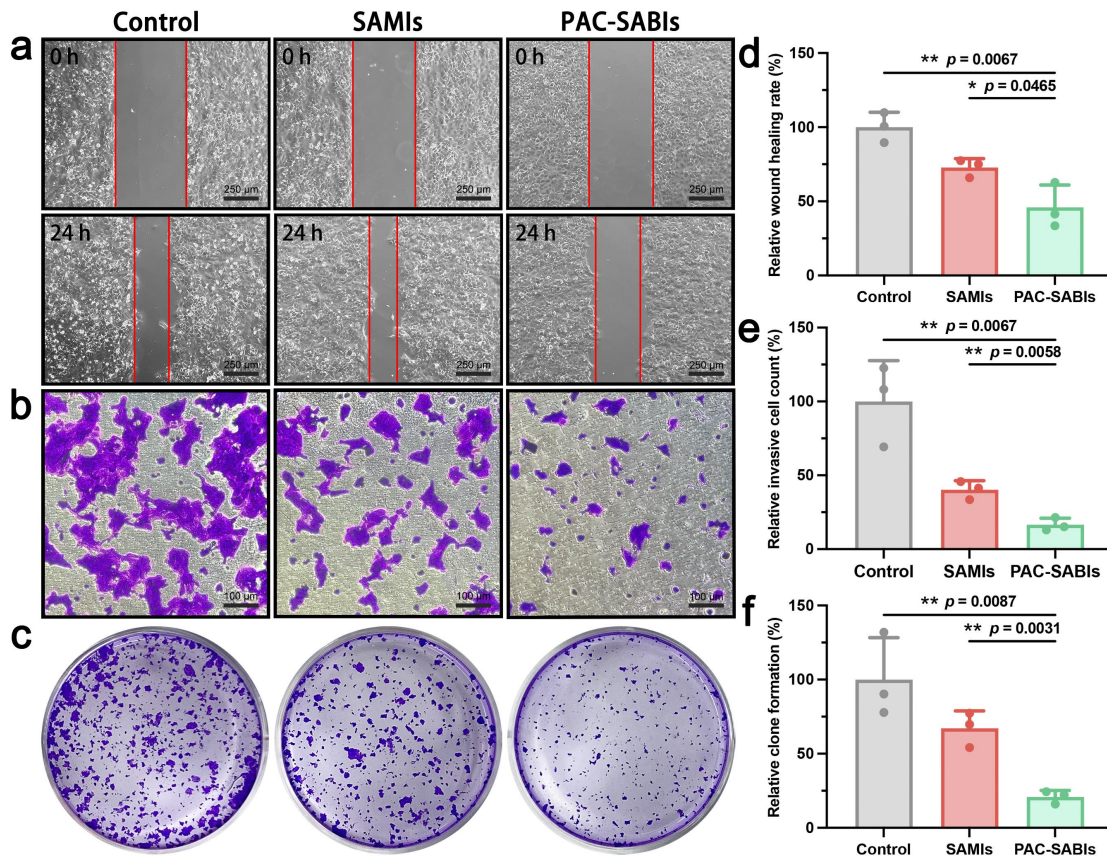 Control SAMIs PAC-SABIs
a
0 h 0 h 0 h
250 μm 250 μm 250 μm
24 h 24 h 24 h
250 μm 250 μm 250 μm
b
100 μm 100 μm 100 μm
c
d
Relative wound healing rate (%)
150
100
50
0
** p = 0.0067
* p = 0.0465
Control SAMIs PAC-SABIs
e
Relative invasive cell count (%)
150
100
50
0
** p = 0.0067
** p = 0.0058
Control SAMIs PAC-SABIs
f
Relative clone formation (%)
150
100
50
0
** p = 0.0087
** p = 0.0031
Control SAMIs PAC-SABIs